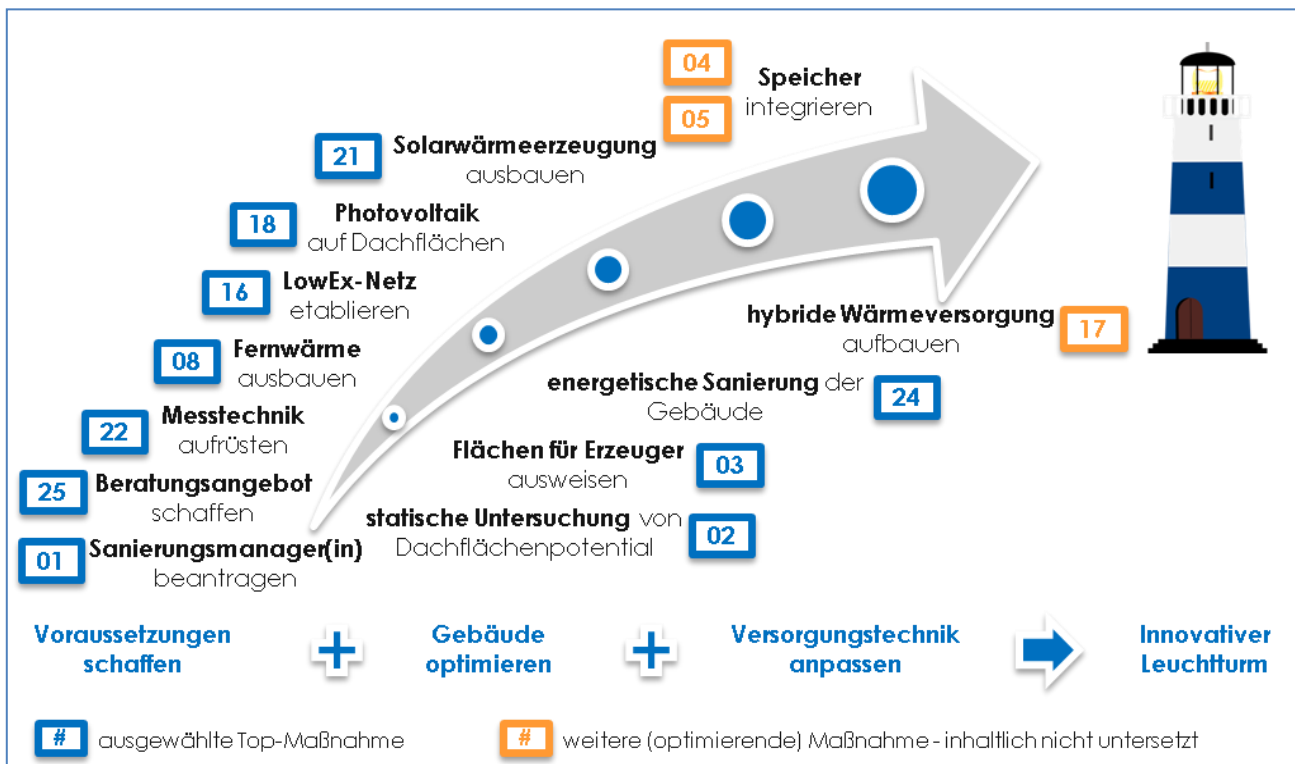 04
05
Speicher
integrieren
21
Solarwärmeerzeugung
ausbauen
18
Photovoltaik
auf Dachflächen
16
LowEx-Netz
etablieren
08
Fernwärme
ausbauen
22
Messtechnik
aufrüsten
25
Beratungsangebot
schaffen
01
Sanierungsmanager(in)
beantragen
hybride Wärmeversorgung
aufbauen
17
energetische Sanierung der
Gebäude
24
Flächen für Erzeuger
ausweisen
03
statische Untersuchung von
Dachflächenpotential
02
Voraussetzungen
schaffen
+
Gebäude
optimieren
+
Versorgungstechnik
anpassen
Innovativer
Leuchtturm
# ausgewählte Top-Maßnahme
# weitere (optimierende) Maßnahme - inhaltlich nicht untersetzt